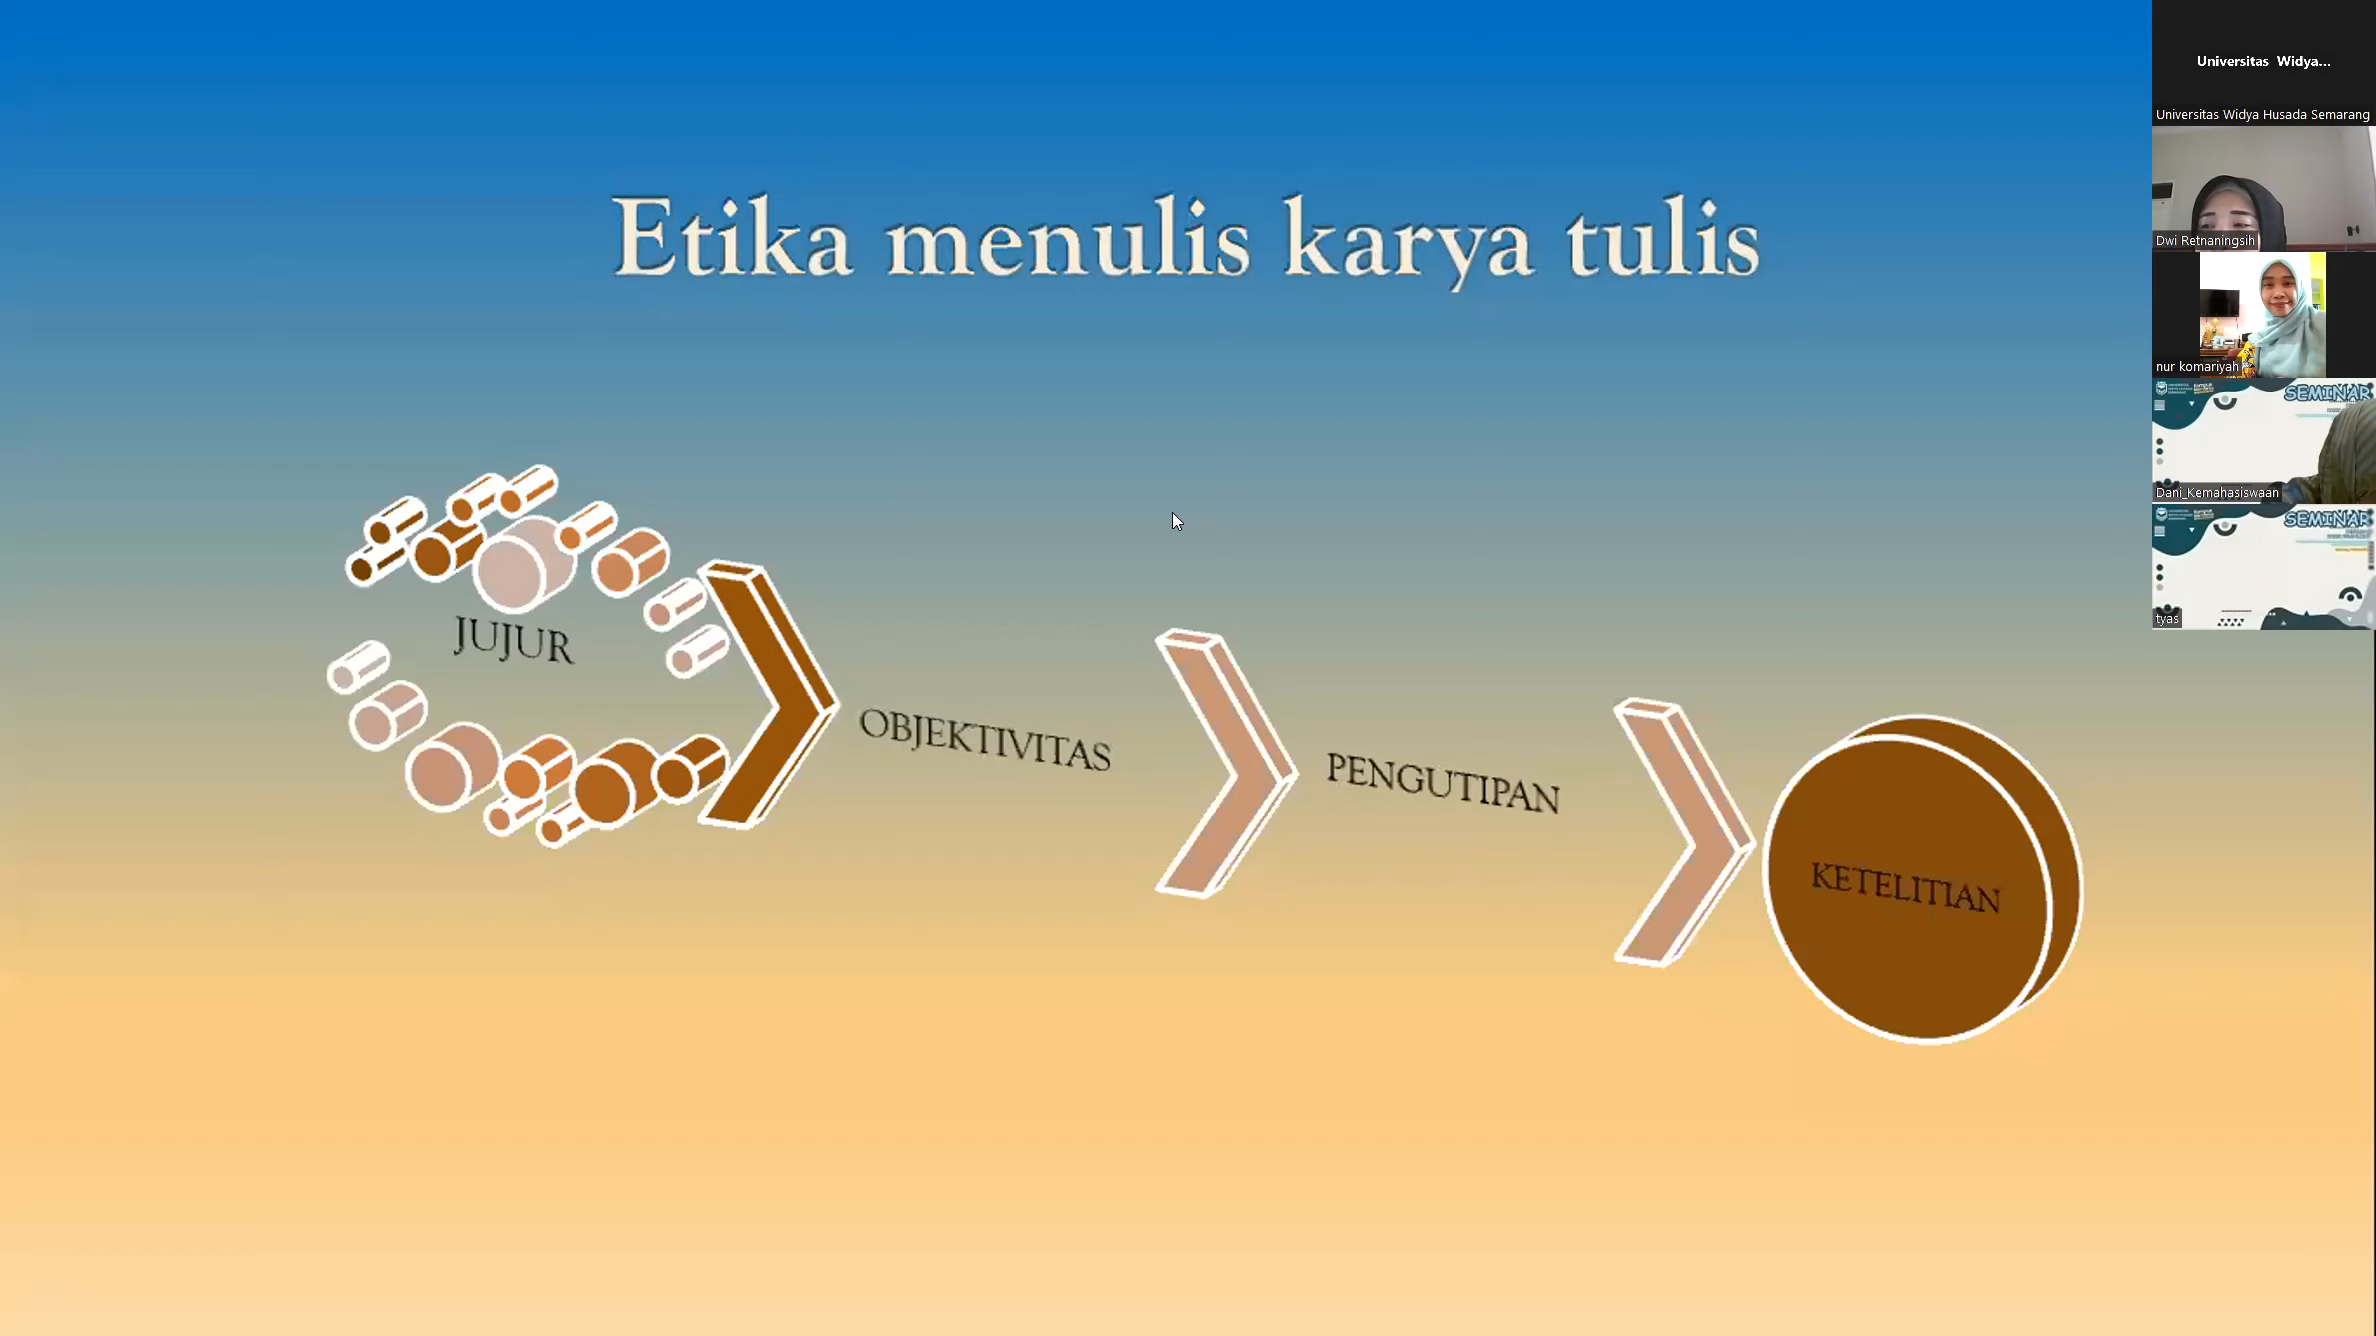 Etika menulis karya tulis
JUJUR
OBJEKTIVITAS
PENGUTIPAN
KETELITIAN
Universitas Widya...
Universitas Widya Husada Semarang
Dwi Retnaningsih
nur komariyah
SEMINAR
Dani_Kemahasiswaan
SEMINAR
tyas